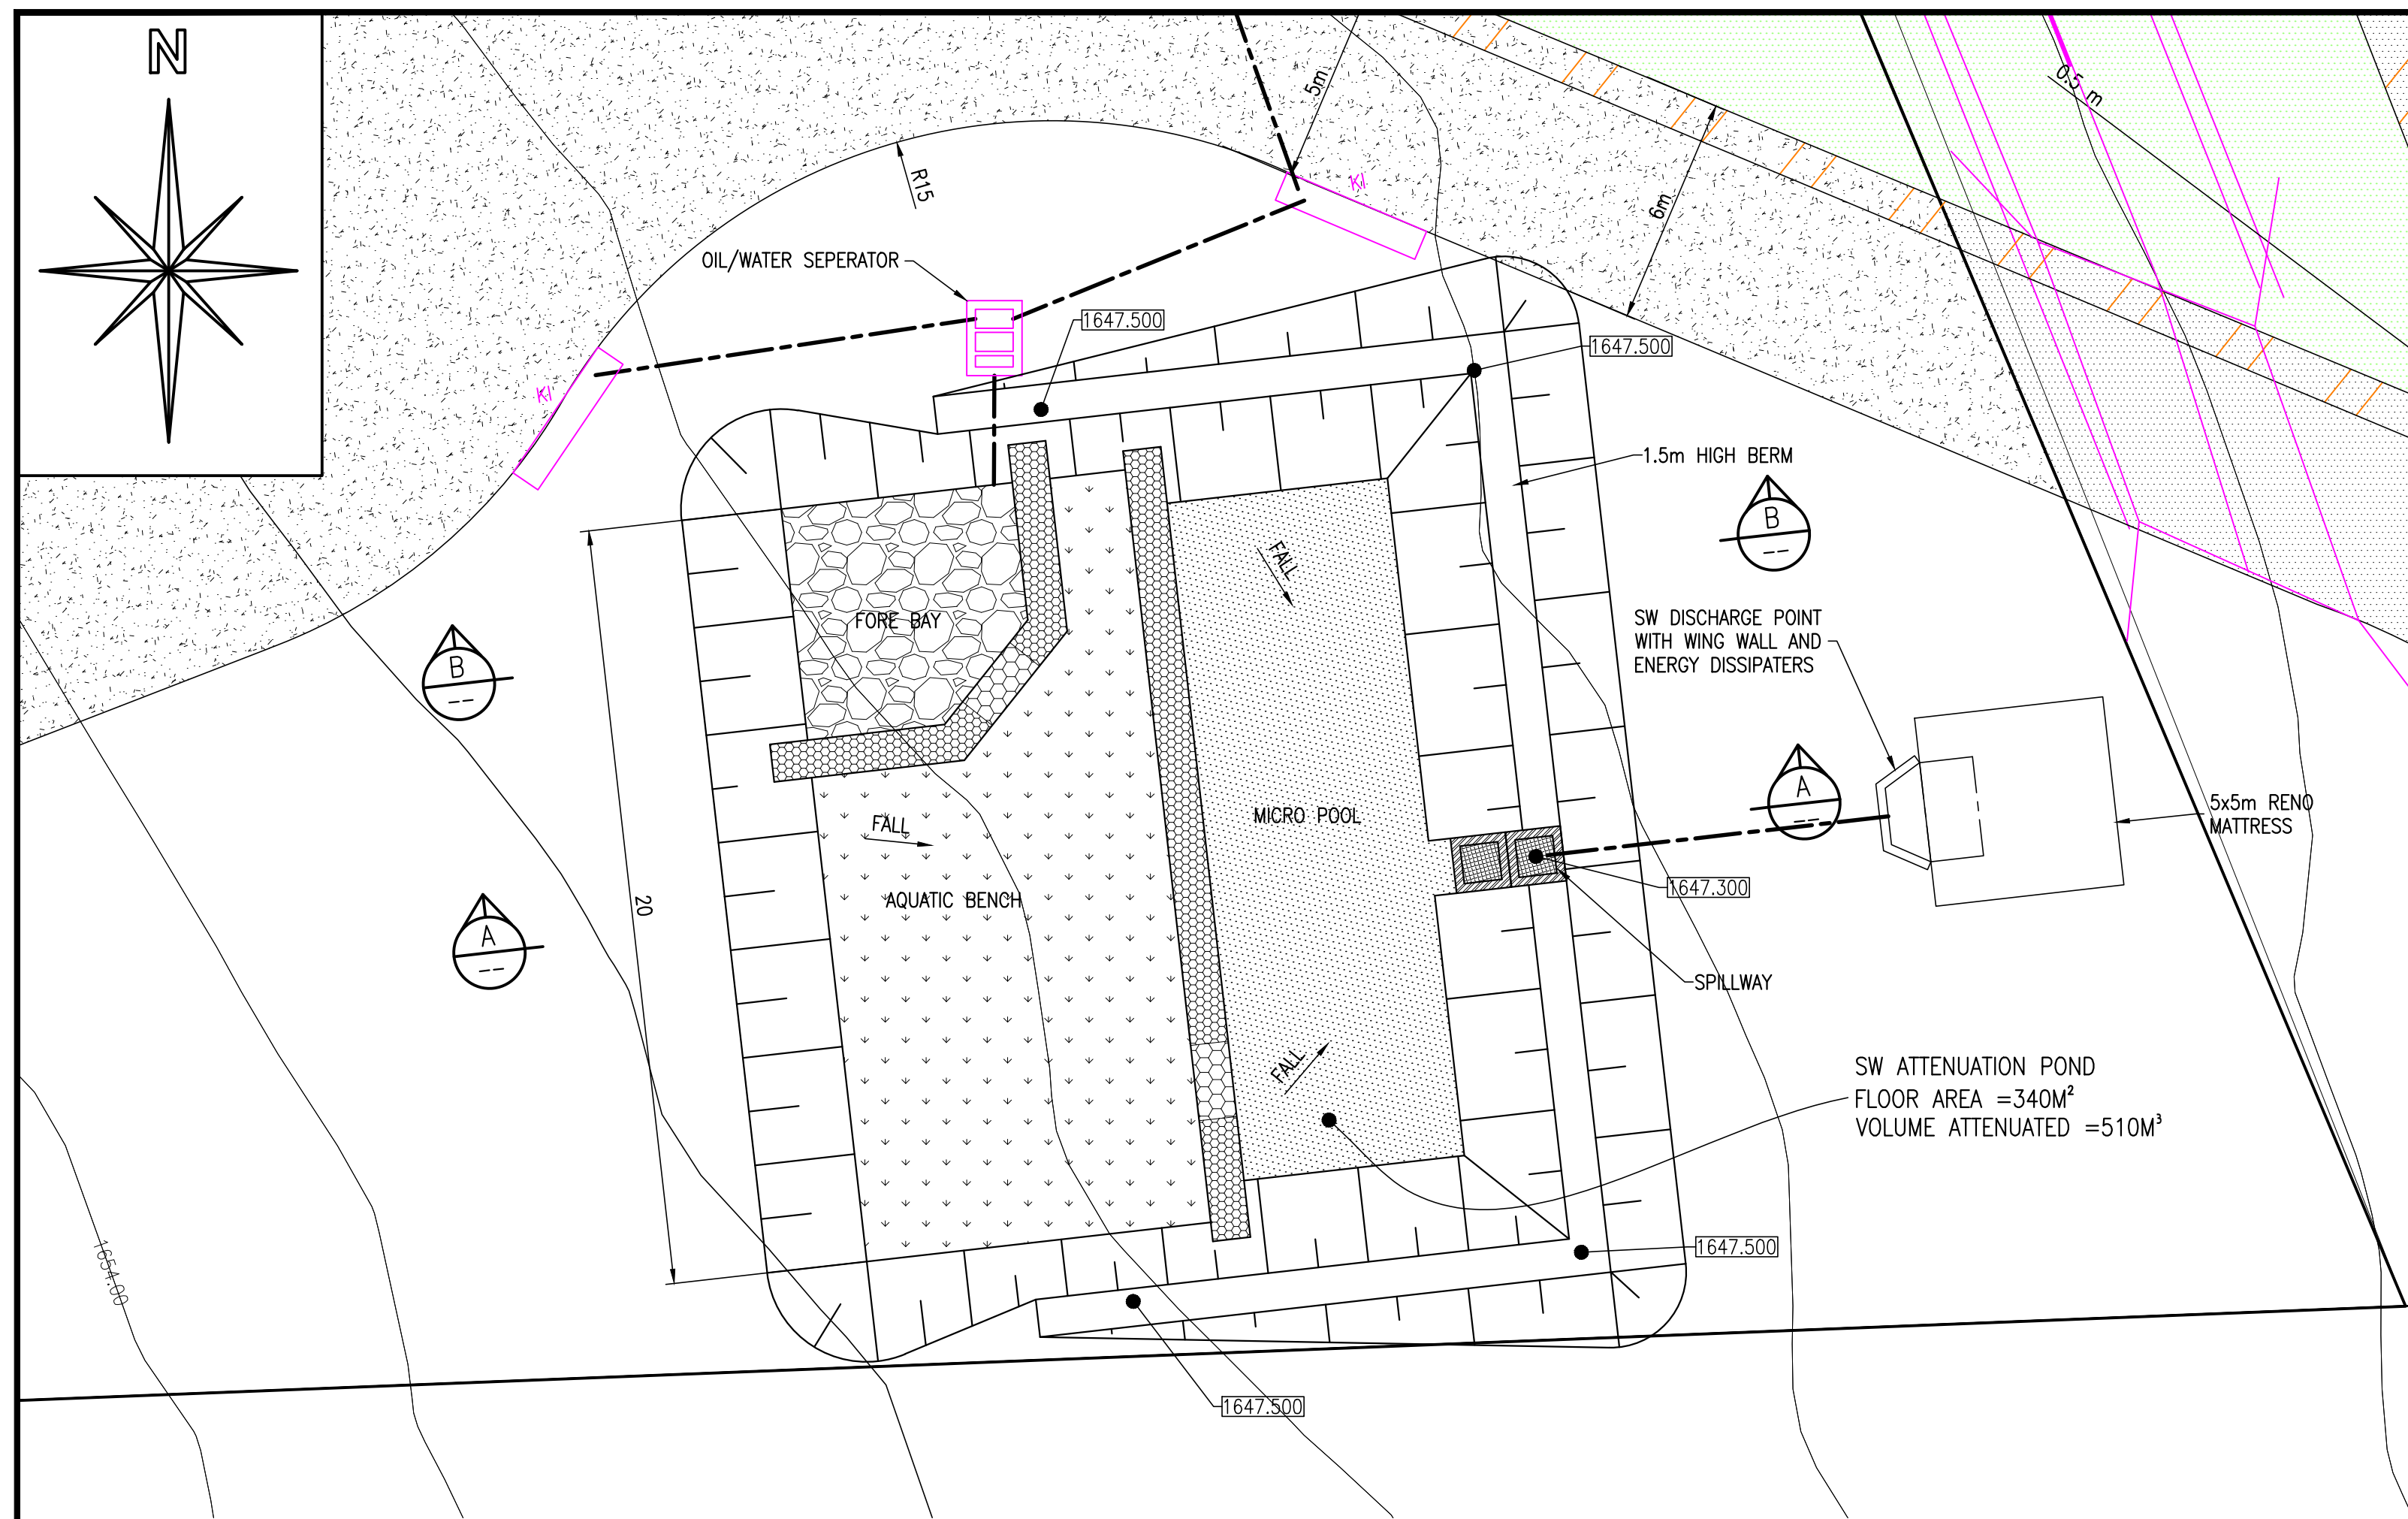 N
5m
0.5 m
R15
KI
6m
OIL/WATER SEPERATOR
1647.500
1647.500
KI
1.5m HIGH BERM
B
FALL
SW DISCHARGE POINT
WITH WING WALL AND
ENERGY DISSIPATERS
FORE BAY
B
--
A
--
5x5m RENO
MATTRESS
MICRO POOL
FALL
20
AQUATIC BENCH
1647.300
A
--
SPILLWAY
FALL
SW ATTENUATION POND
FLOOR AREA =340M²
VOLUME ATTENUATED =510M³
1654.00
1647.500
1647.500